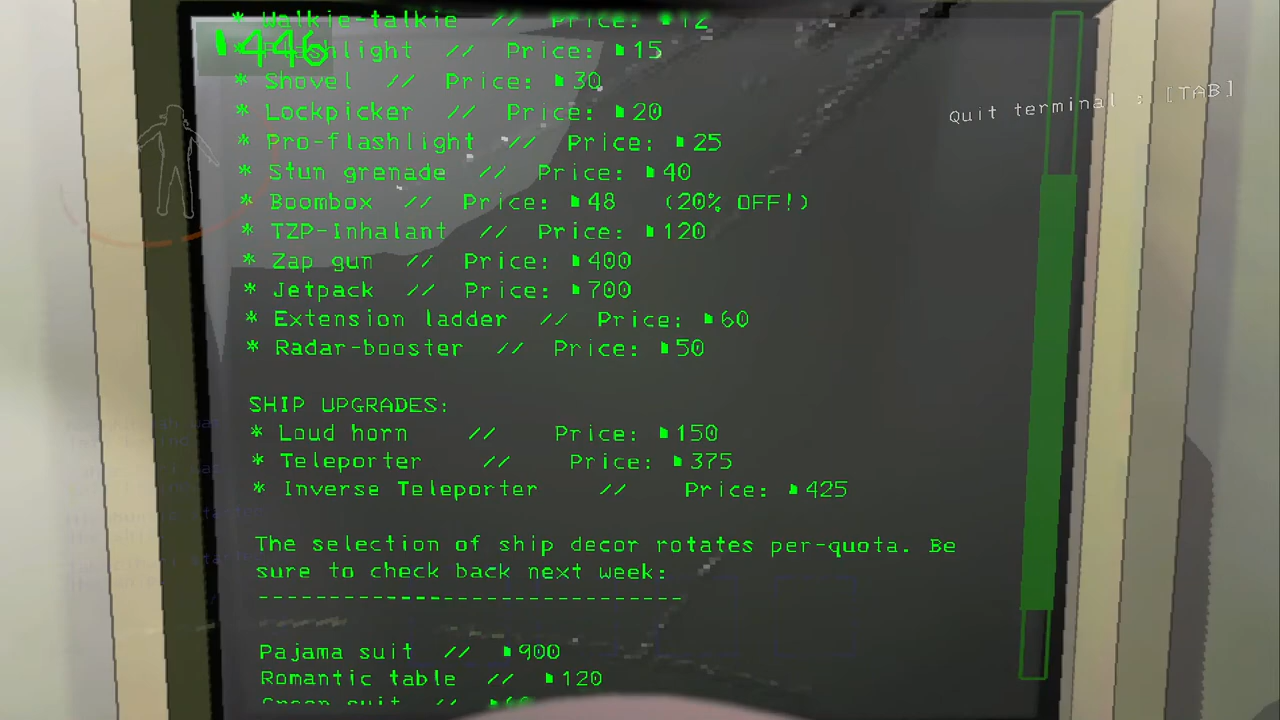 * Walkie-talkie // Price: ▮12
▮446
* Flashlight // Price: ▮15
* Shovel // Price: ▮30
Quit terminal : [TAB]
* Lockpicker // Price: ▮20
* Pro-flashlight // Price: ▮25
* Stun grenade // Price: ▮40
* Boombox // Price: ▮48 (20% OFF!)
* TZP-Inhalant // Price: ▮120
* Zap gun // Price: ▮400
* Jetpack // Price: ▮700
* Extension ladder // Price: ▮60
* Radar-booster // Price: ▮50
SHIP UPGRADES:
* Loud horn // Price: ▮150
* Teleporter // Price: ▮375
* Inverse Teleporter // Price: ▮425
The selection of ship decor rotates per-quota. Be
sure to check back next week:
------------------------------
Pajama suit // ▮900
Romantic table // ▮120
Green suit //